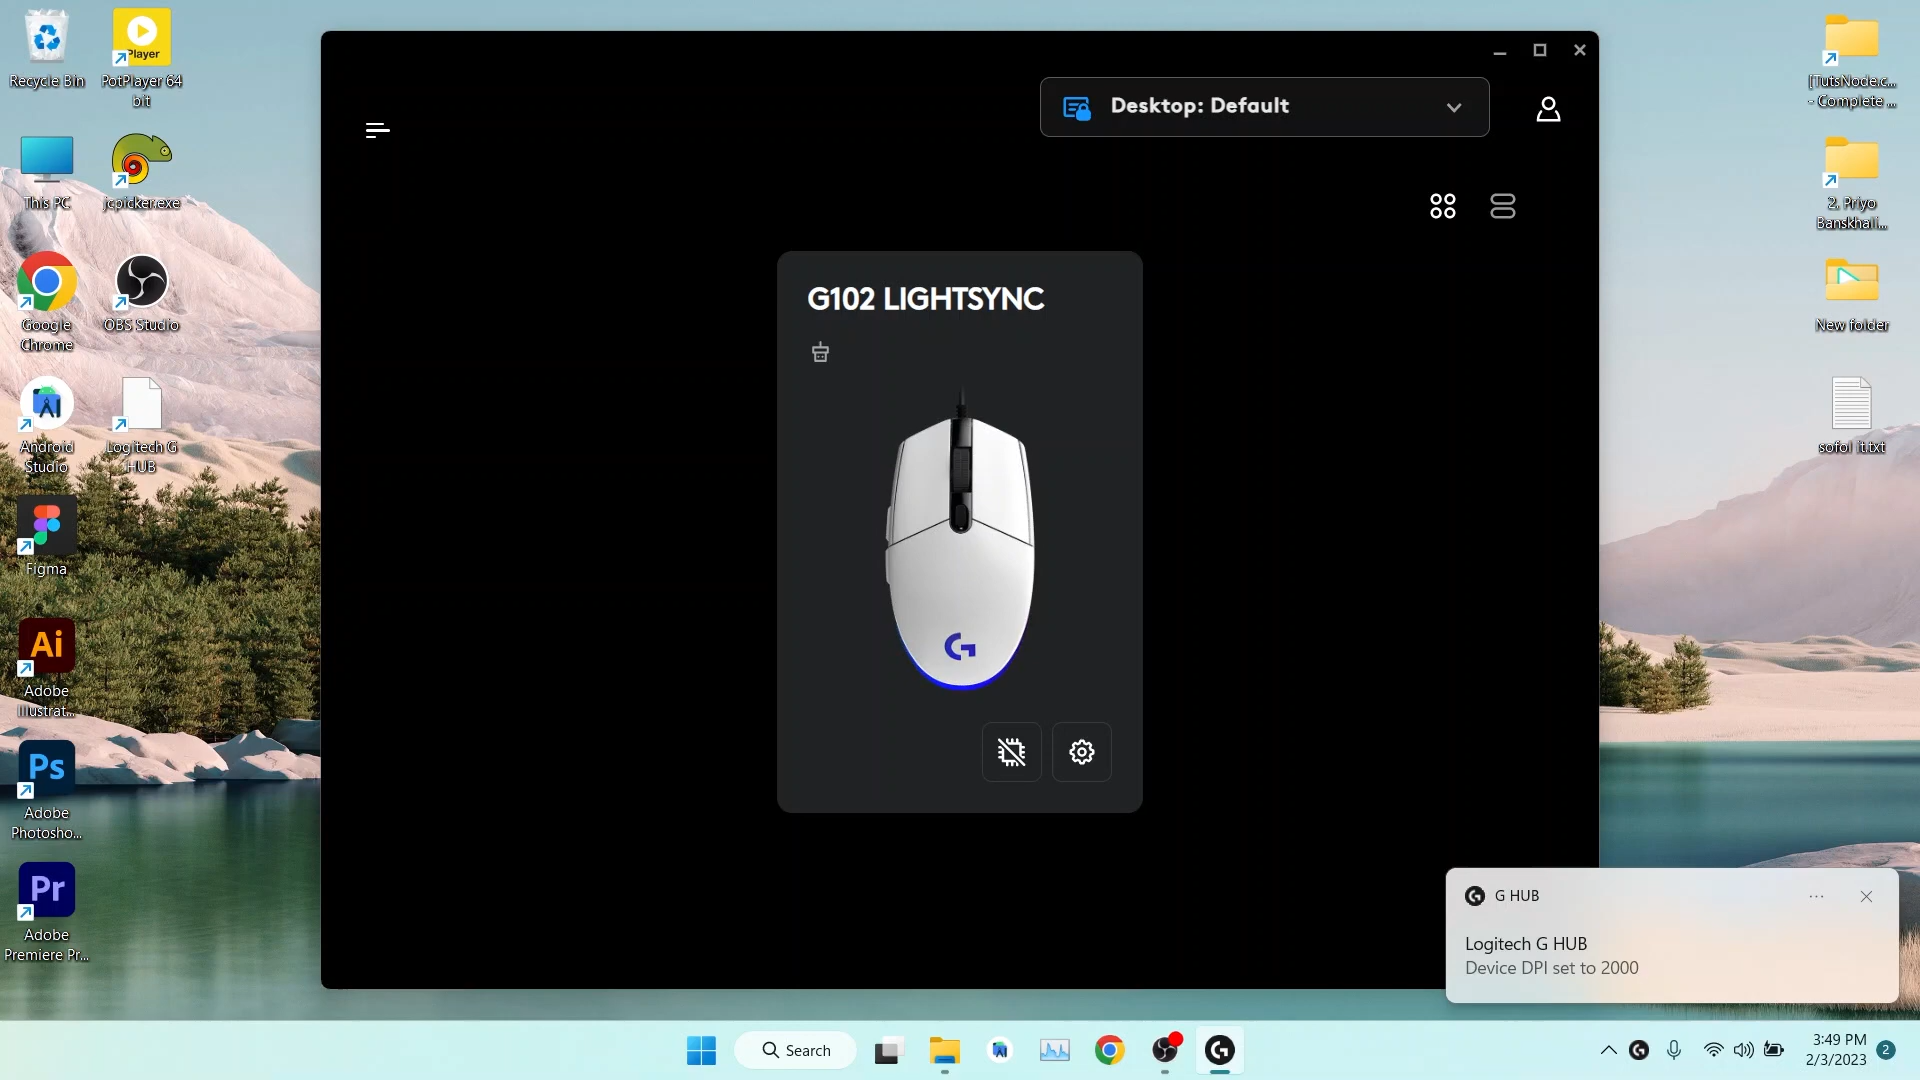 Recycle Bin
Player
PotPlayer 64
bit
This PC
jcpicker.exe
Google
Chrome
OBS Studio
Android
Studio
Logitech G
HUB
Figma
Ai
Adobe
Illustrat...
Ps
Adobe
Photosho...
Pr
Adobe
Premiere Pr...
Desktop: Default
G102 LIGHTSYNC
[TutsNode.c...
- Complete ...
2. Priyo
Banskhali...
New folder
sofol it.txt
G HUB
Logitech G HUB
Device DPI set to 2000
Search
3:49 PM
2/3/2023
2